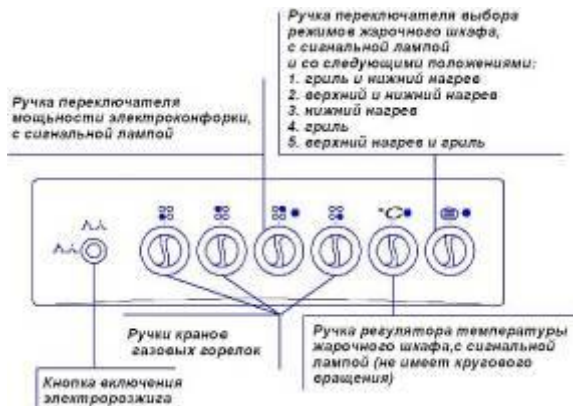 Ручка переключателя выбора
режимов жарочного шкафа,
с сигнальной лампой
и со следующими положениями:
1. гриль и нижний нагрев
2. верхний и нижний нагрев
3. нижний нагрев
4. гриль
5. верхний нагрев и гриль
Ручка переключателя
мощности электроконфорки,
с сигнальной лампой
Ручки кранов
газовых горелок
Ручка регулятора температуры
жарочного шкафа,с сигнальной
лампой (не имеет кругового
вращения)
Кнопка включения
электророзжига